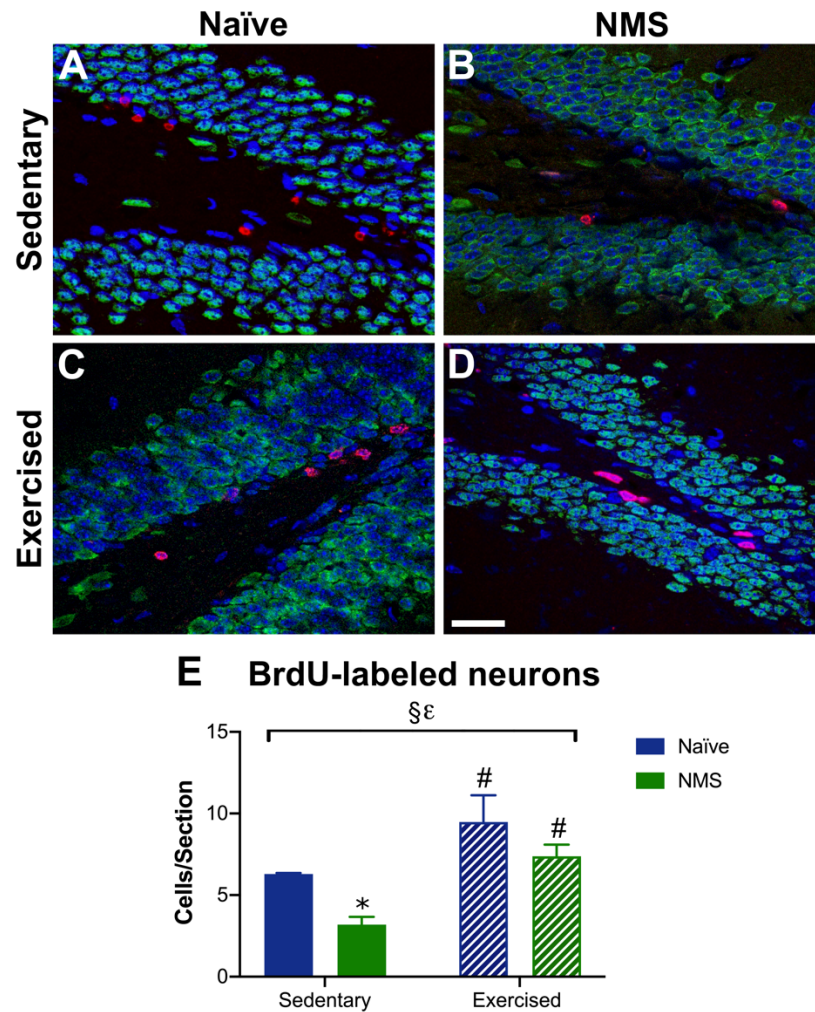 Naïve
NMS
Sedentary
A
B
Exercised
C
D
E BrdU-labeled neurons
§ε
15
10
5
0
Cells/Section
*
#
#
Sedentary
Exercised
Naïve
NMS